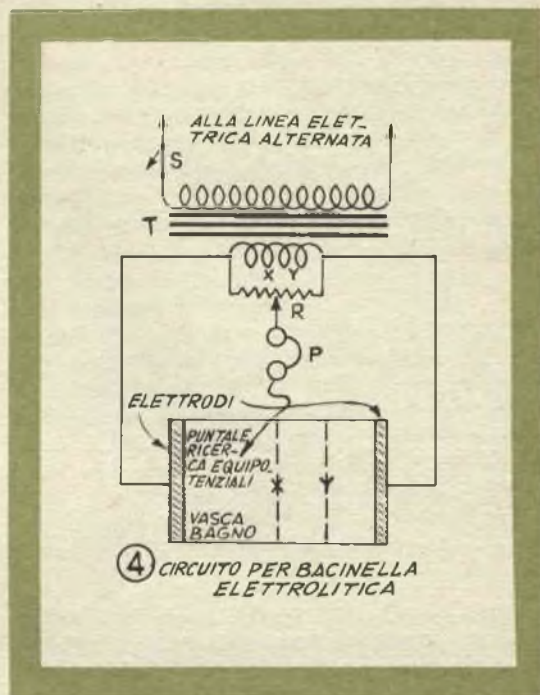 ALLA LINEA ELET-
TRICA ALTERNATA
S
T
X Y
R
P
ELETTRODI
PUNTALE
RICER-
CA EQUIPO-
TENZIALI
X Y
VASCA
BAGNO
④ CIRCUITO PER BACINELLA
ELETTROLITICA